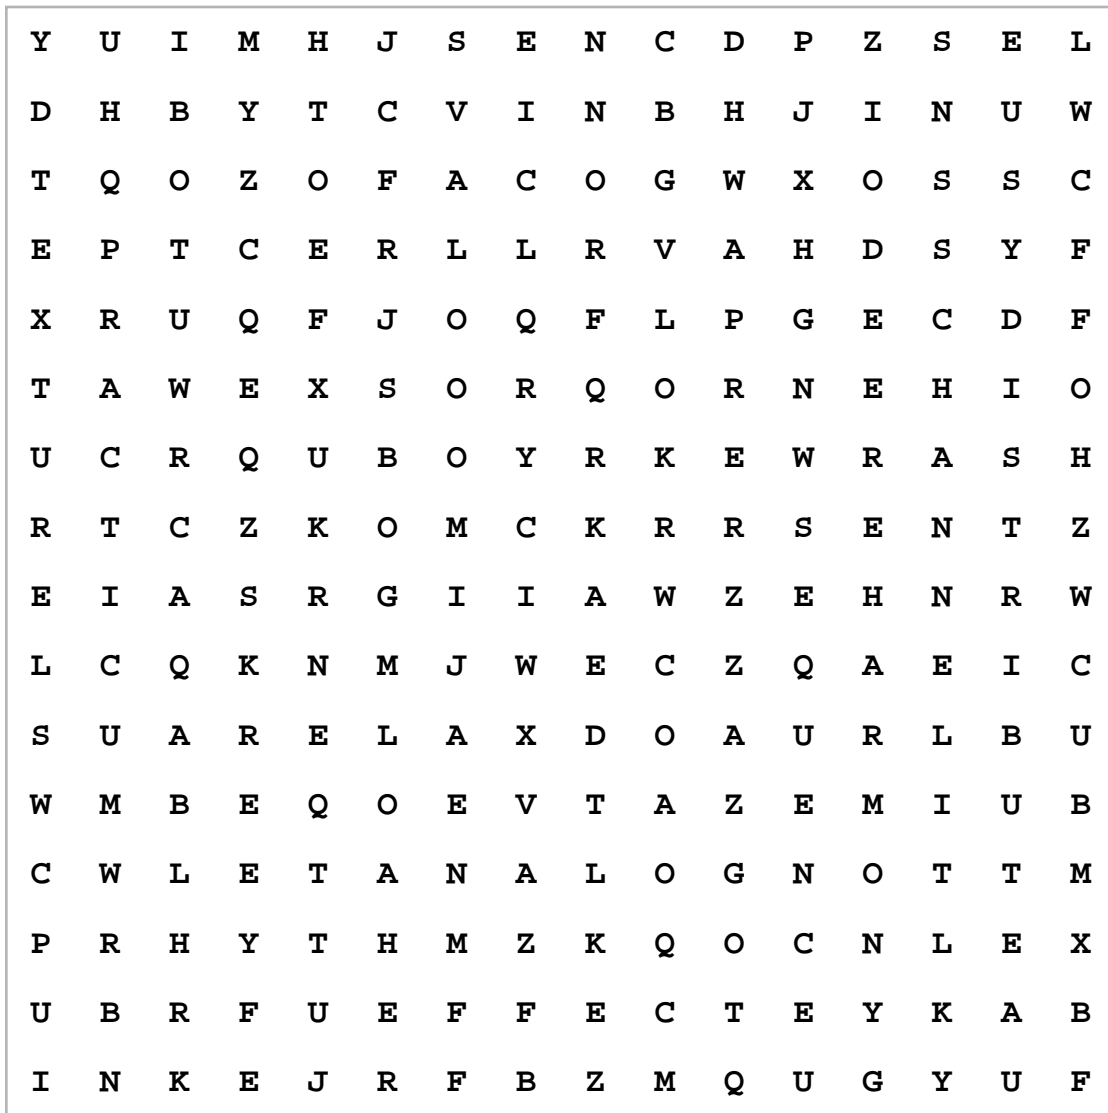 Y U I M H J S E N C D P Z S E L
D H B Y T C V I N B H J I N U W
T Q O Z O F A C O G W X O S S C
E P T C E R L L R V A H D S Y F
X R U Q F J O Q F L P G E C D F
T A W E X S O R Q O R N E H I O
U C R Q U B O Y R K E W R A S H
R T C Z K O M C K R R S E N T Z
E I A S R G I I A W Z E H N R W
L C Q K N M J W E C Z Q A E I C
S U A R E L A X D O A U R L B U
W M B E Q O E V T A Z E M I U B
C W L E T A N A L O G N O T T M
P R H Y T H M Z K Q O C N L E X
U B R F U E F F E C T E Y K A B
I N K E J R F B Z M Q U G Y U F